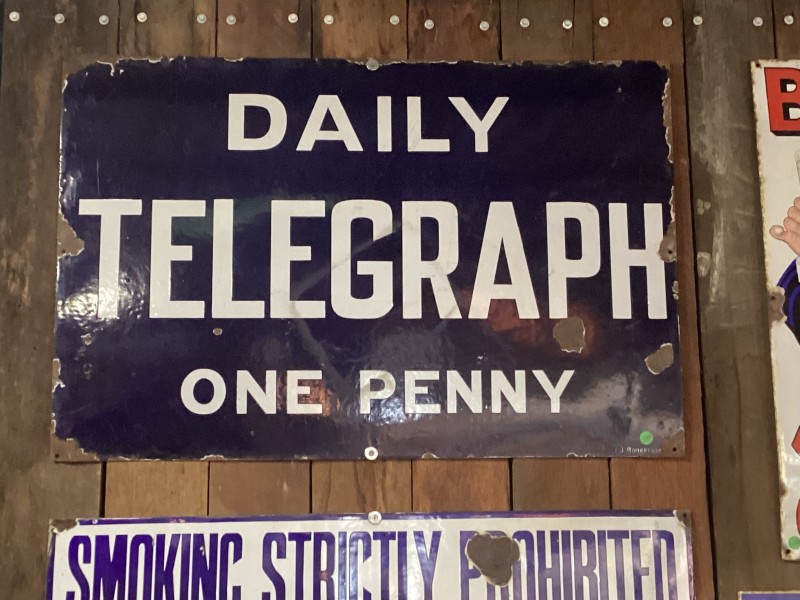 DAILY
TELEGRAPH
ONE PENNY
SMOKING STRICTLY PROHIBITED
B